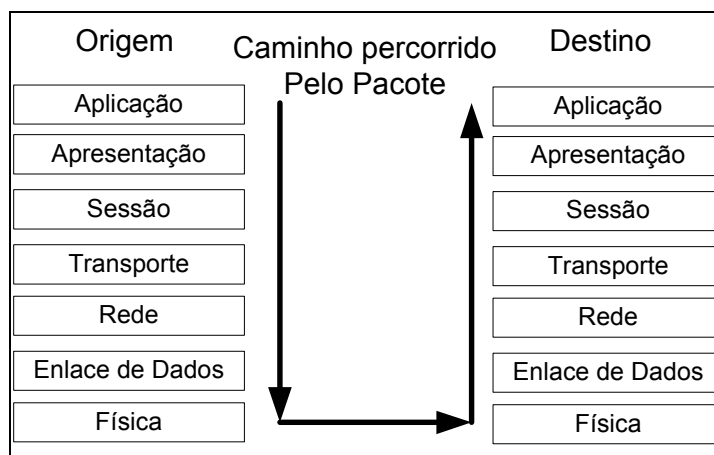 Origem
Caminho percorrido
Pelo Pacote
Destino
Aplicação
Apresentação
Sessão
Transporte
Rede
Enlace de Dados
Física
Aplicação
Apresentação
Sessão
Transporte
Rede
Enlace de Dados
Física